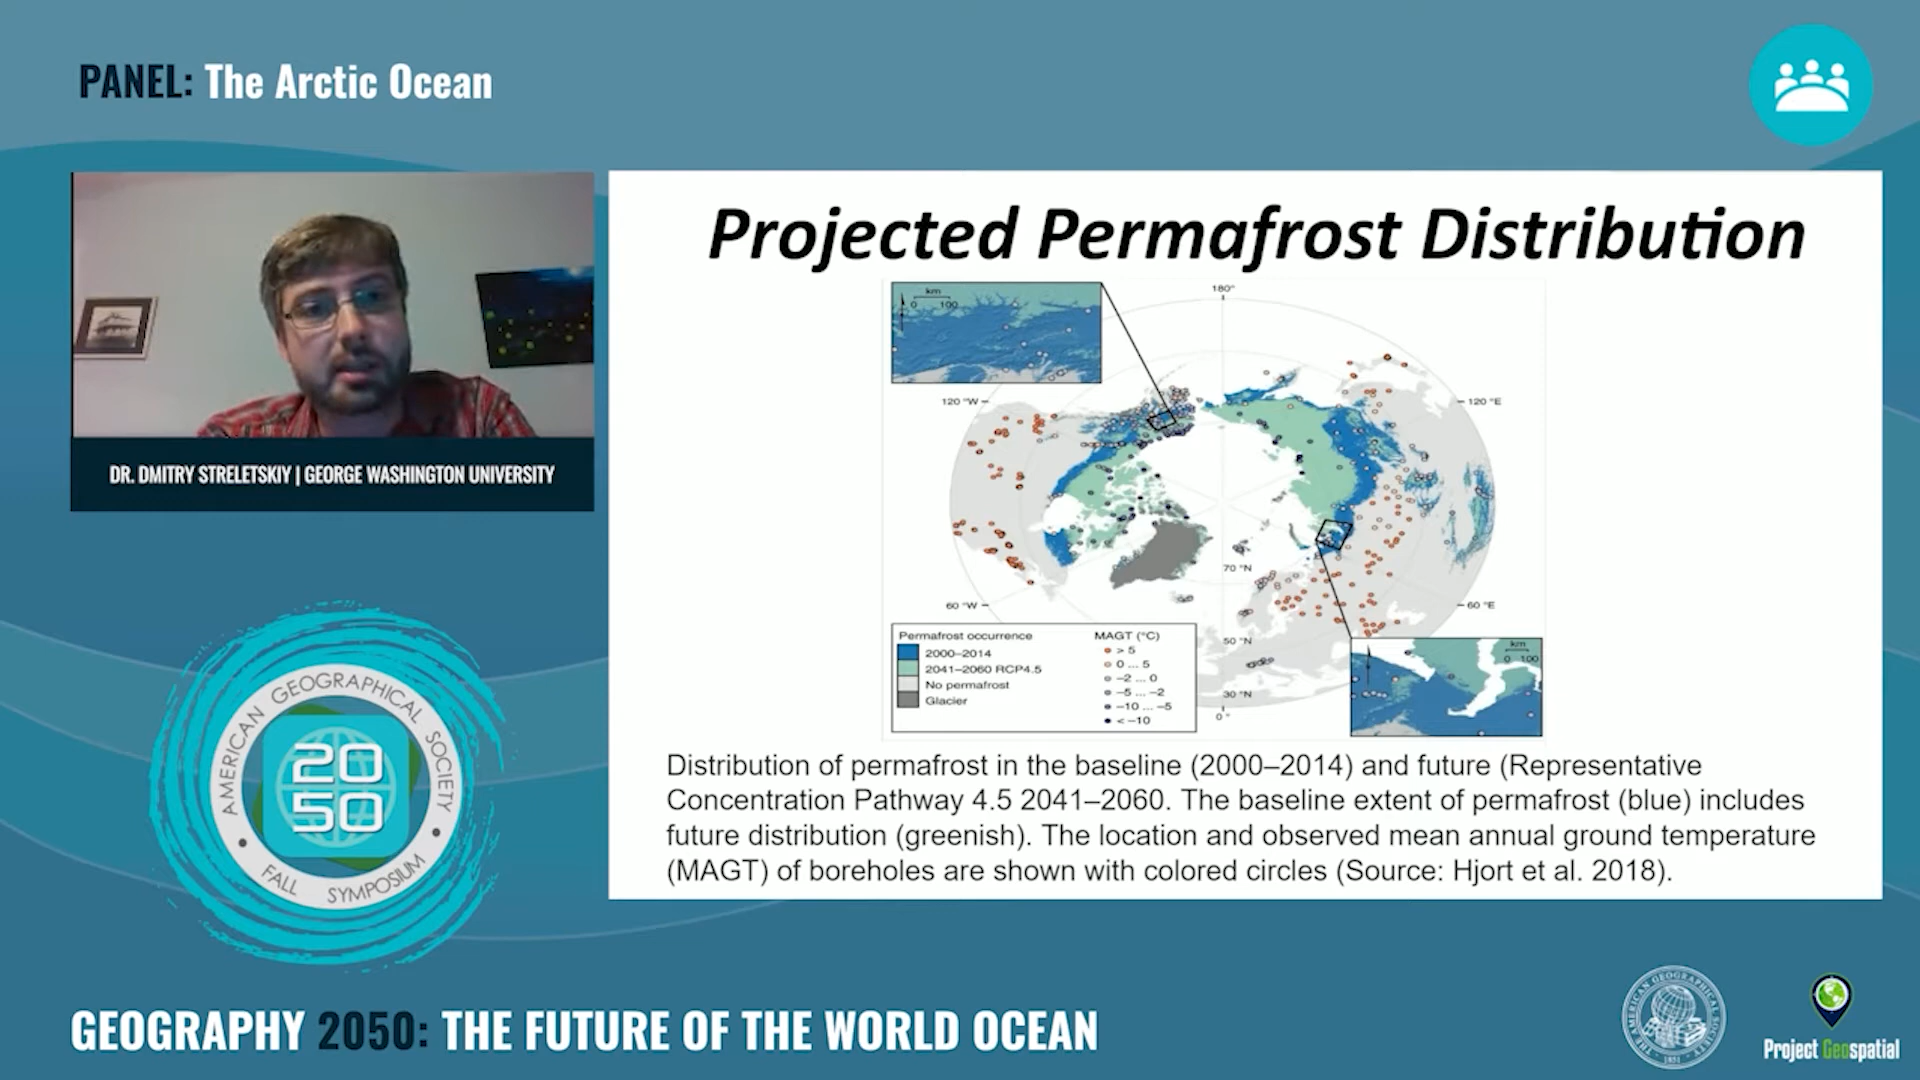 PANEL: The Arctic Ocean
DR. DMITRY STRELETSKIY | GEORGE WASHINGTON UNIVERSITY
Projected Permafrost Distribution
km
0 100
180°
120 °W
120 °E
70 °N
60 °W
60 °E
50 °N
30 °N
0°
km
0 100
Permafrost occurrence
2000–2014
2041–2060 RCP4.5
No permafrost
Glacier
MAGT (°C)
> 5
0 ... 5
–2 ... 0
–5 ... –2
–10 ... –5
< –10
Distribution of permafrost in the baseline (2000–2014) and future (Representative
Concentration Pathway 4.5 2041–2060. The baseline extent of permafrost (blue) includes
future distribution (greenish). The location and observed mean annual ground temperature
(MAGT) of boreholes are shown with colored circles (Source: Hjort et al. 2018).
AMERICAN GEOGRAPHICAL SOCIETY
20
50
FALL SYMPOSIUM
GEOGRAPHY 2050: THE FUTURE OF THE WORLD OCEAN
Project Geospatial